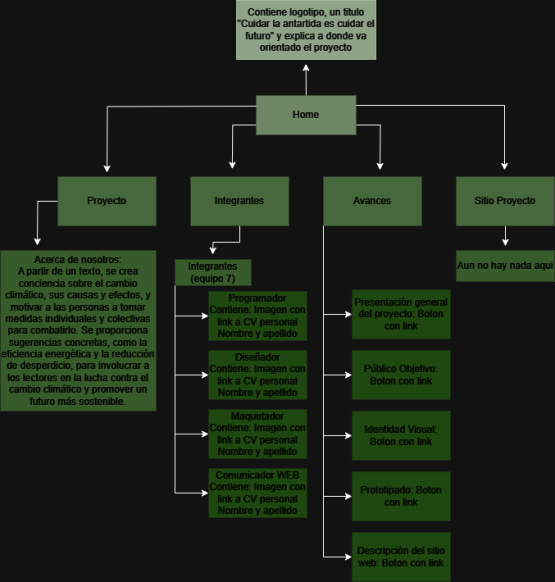 Contiene logotipo, un titulo
"Cuidar la antartida es cuidar el
futuro" y explica a donde va
orientado el proyecto
Home
Proyecto
Integrantes
Avances
Sitio Proyecto
Acerca de nosotros:
A partir de un texto, se crea
conciencia sobre el cambio
climático, sus causas y efectos, y
motivar a las personas a tomar
medidas individuales y colectivas
para combatirlo. Se proporciona
sugerencias concretas, como la
eficiencia energética y la reducción
de desperdicio, para involucrar a
los lectores en la lucha contra el
cambio climático y promover un
futuro más sostenible.
Integrantes
(equipo 7)
Programador
Contiene: Imagen con
link a CV personal
Nombre y apellido
Diseñador
Contiene: Imagen con
link a CV personal
Nombre y apellido
Maquetador
Contiene: Imagen con
link a CV personal
Nombre y apellido
Comunicador WEB
Contiene: Imagen con
link a CV personal
Nombre y apellido
Presentación general
del proyecto: Boton
con link
Público Objetivo:
Boton con link
Identidad Visual:
Boton con link
Prototipado: Boton
con link
Descripción del sitio
web: Boton con link
Aun no hay nada aqui